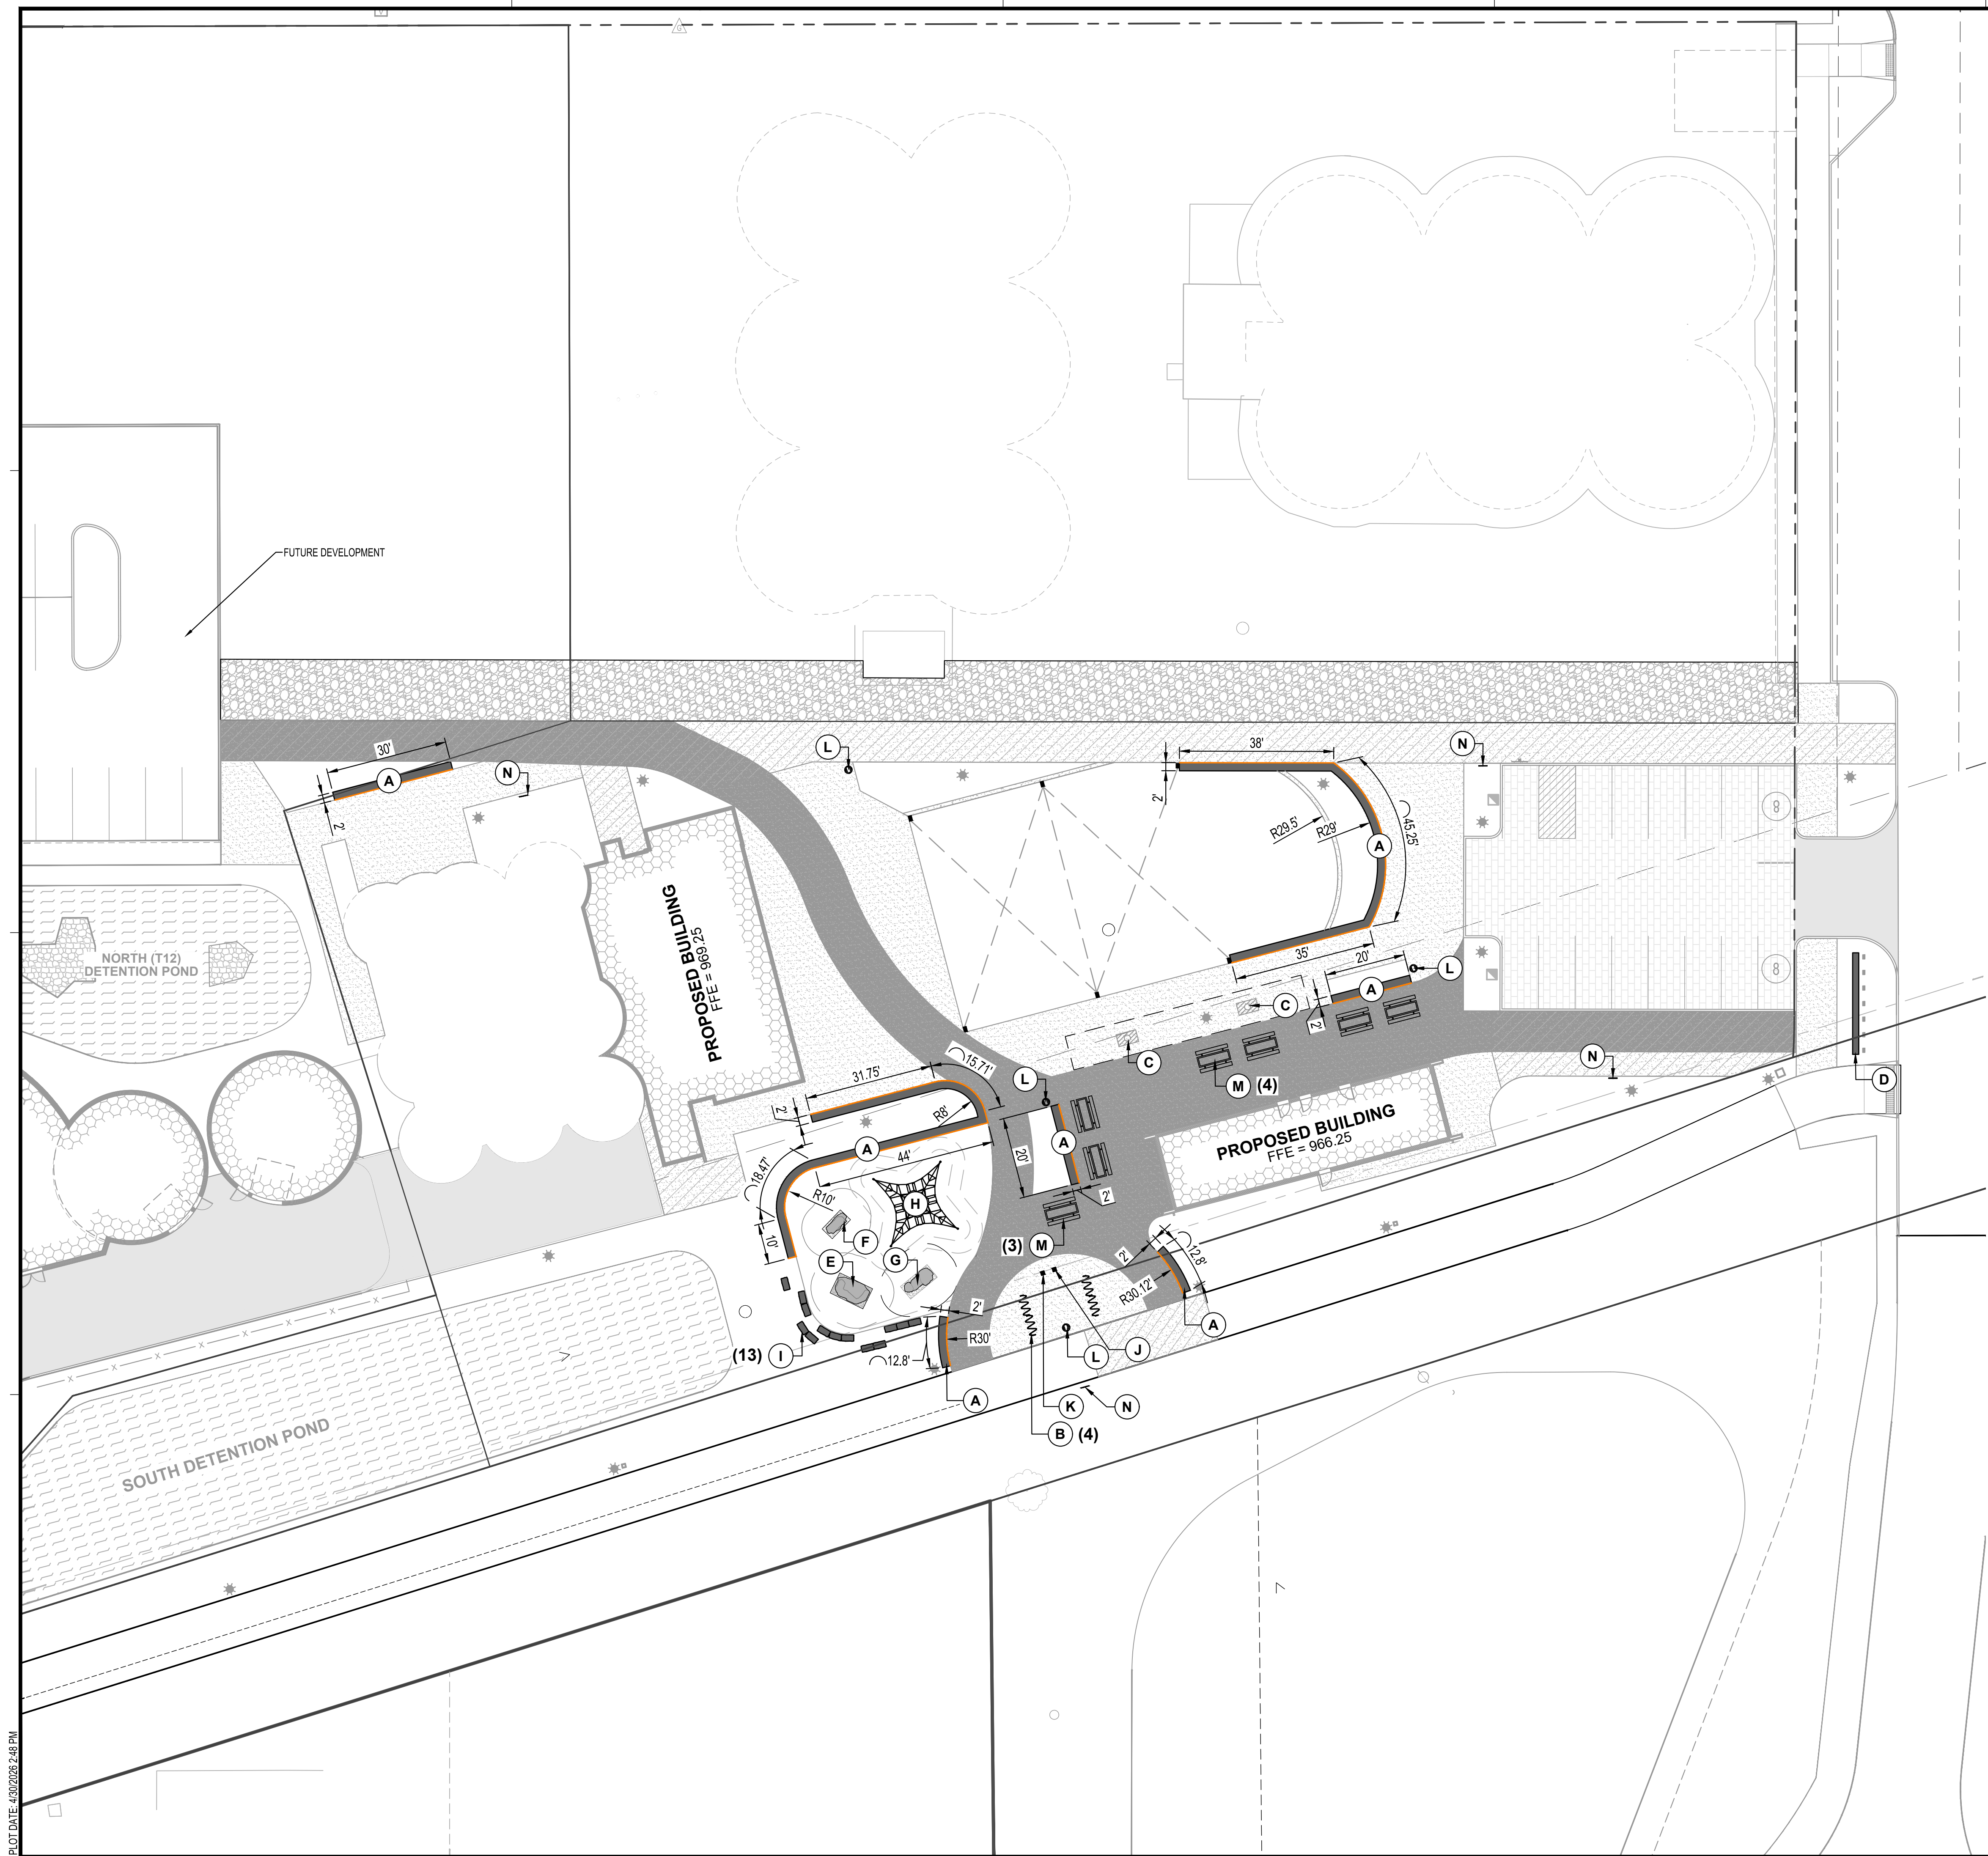 FUTURE DEVELOPMENT
30'
A
N
2'
L
38'
N
2'
R29.5'
R29'
45.25'
A
8
PROPOSED BUILDING
FFE = 969.25
NORTH (T12)
DETENTION POND
35'
20'
L
A
8
C
2'
C
15.71'
31.75'
L
M (4)
N
D
2'
R8'
A
44'
A
20'
PROPOSED BUILDING
FFE = 966.25
18.47'
R10'
H
2'
10'
F
E
G
(3) M
2'
12.8'
R30.12'
2'
R30'
A
(13) I
12.8'
L
J
A
K
N
B (4)
SOUTH DETENTION POND
PLOT DATE: 4/30/2026 2:48 PM